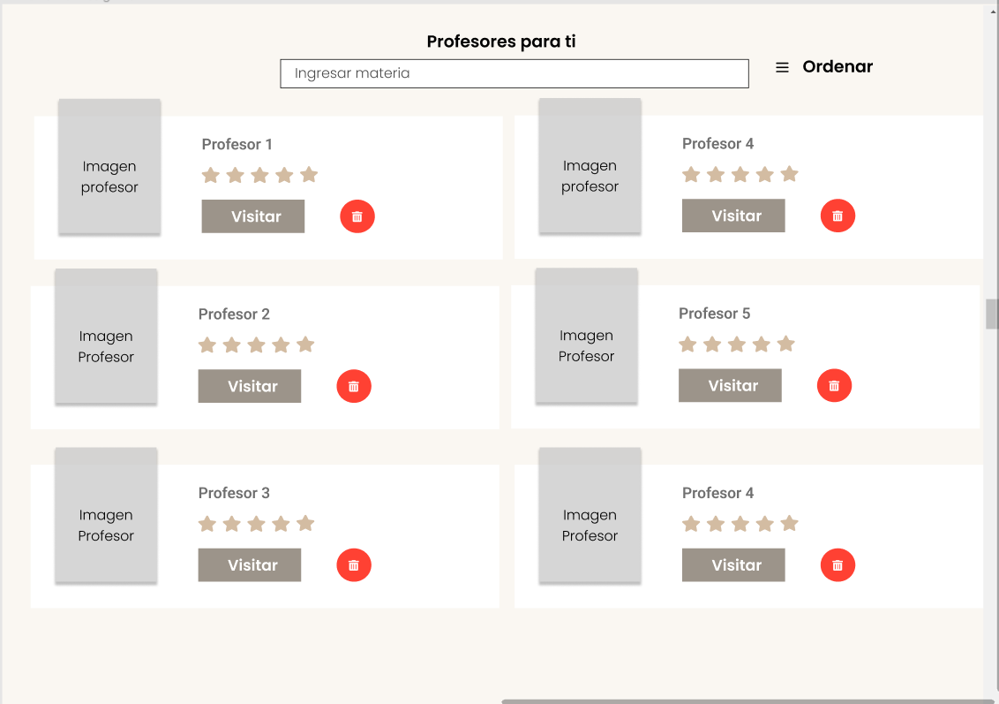 Profesores para ti
Ingresar materia
Ordenar
Imagen
profesor
Profesor 1
Visitar
Imagen
profesor
Profesor 4
Visitar
Imagen
Profesor
Profesor 2
Visitar
Imagen
Profesor
Profesor 5
Visitar
Imagen
Profesor
Profesor 3
Visitar
Imagen
Profesor
Profesor 4
Visitar